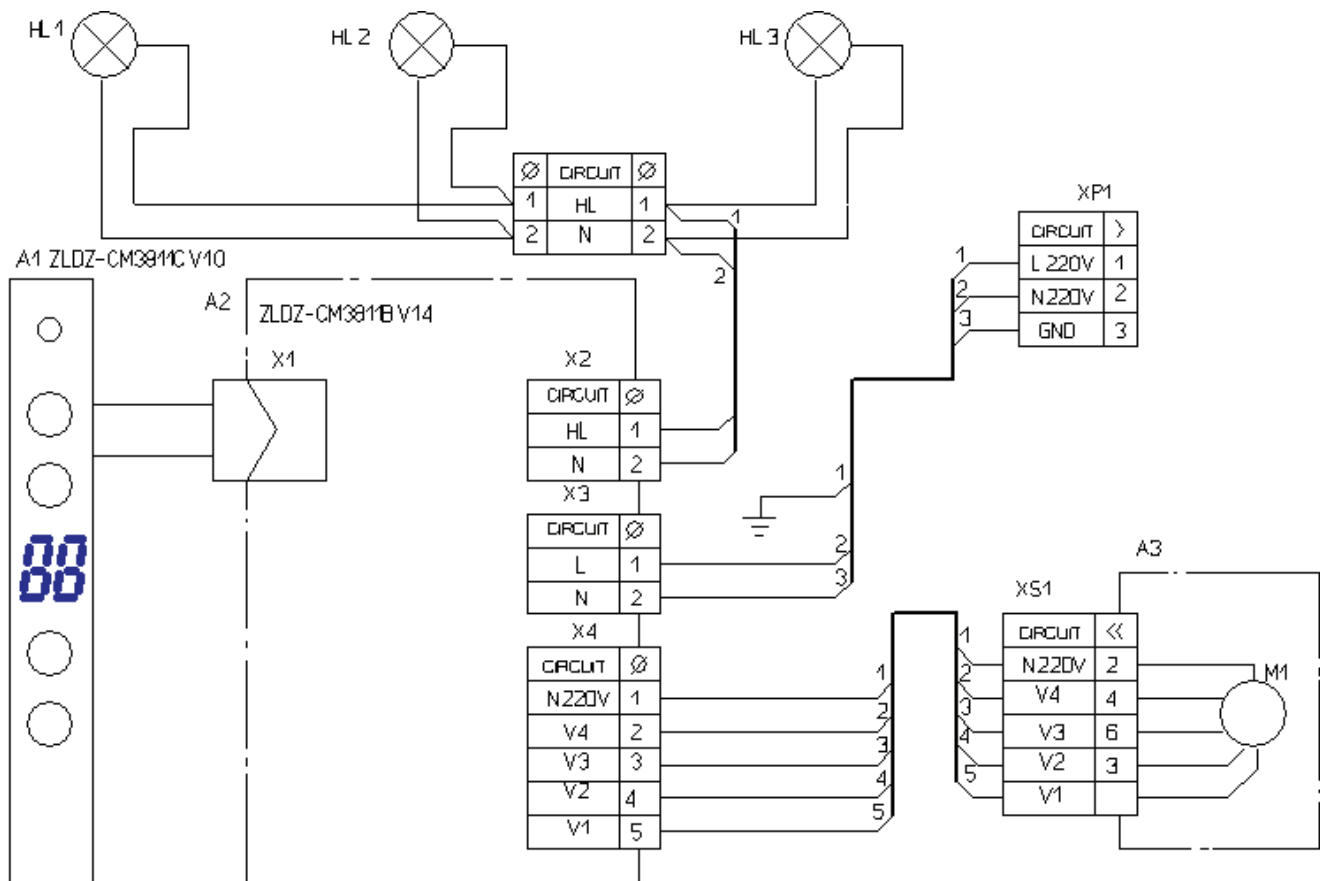 HL 1
HL 2
HL 3
Ø CIRCUIT Ø
1 HL 1
2 N 2
1
2
XP1
CIRCUIT >
L 220V 1
N220V 2
GND 3
1
2
3
A1 ZLDZ-CM3911C V10
A2
ZLDZ-CM3911B V14
X1
X2
CIRCUIT Ø
HL 1
N 2
X3
CIRCUIT Ø
L 1
N 2
1
2
3
88
X4
CIRCUIT Ø
N220V 1
V4 2
V3 3
V2 4
V1 5
1
2
3
4
5
1
2
3
4
5
A3
XS1
CIRCUIT <<
N220V 2
V4 4
V3 6
V2 3
V1
M1